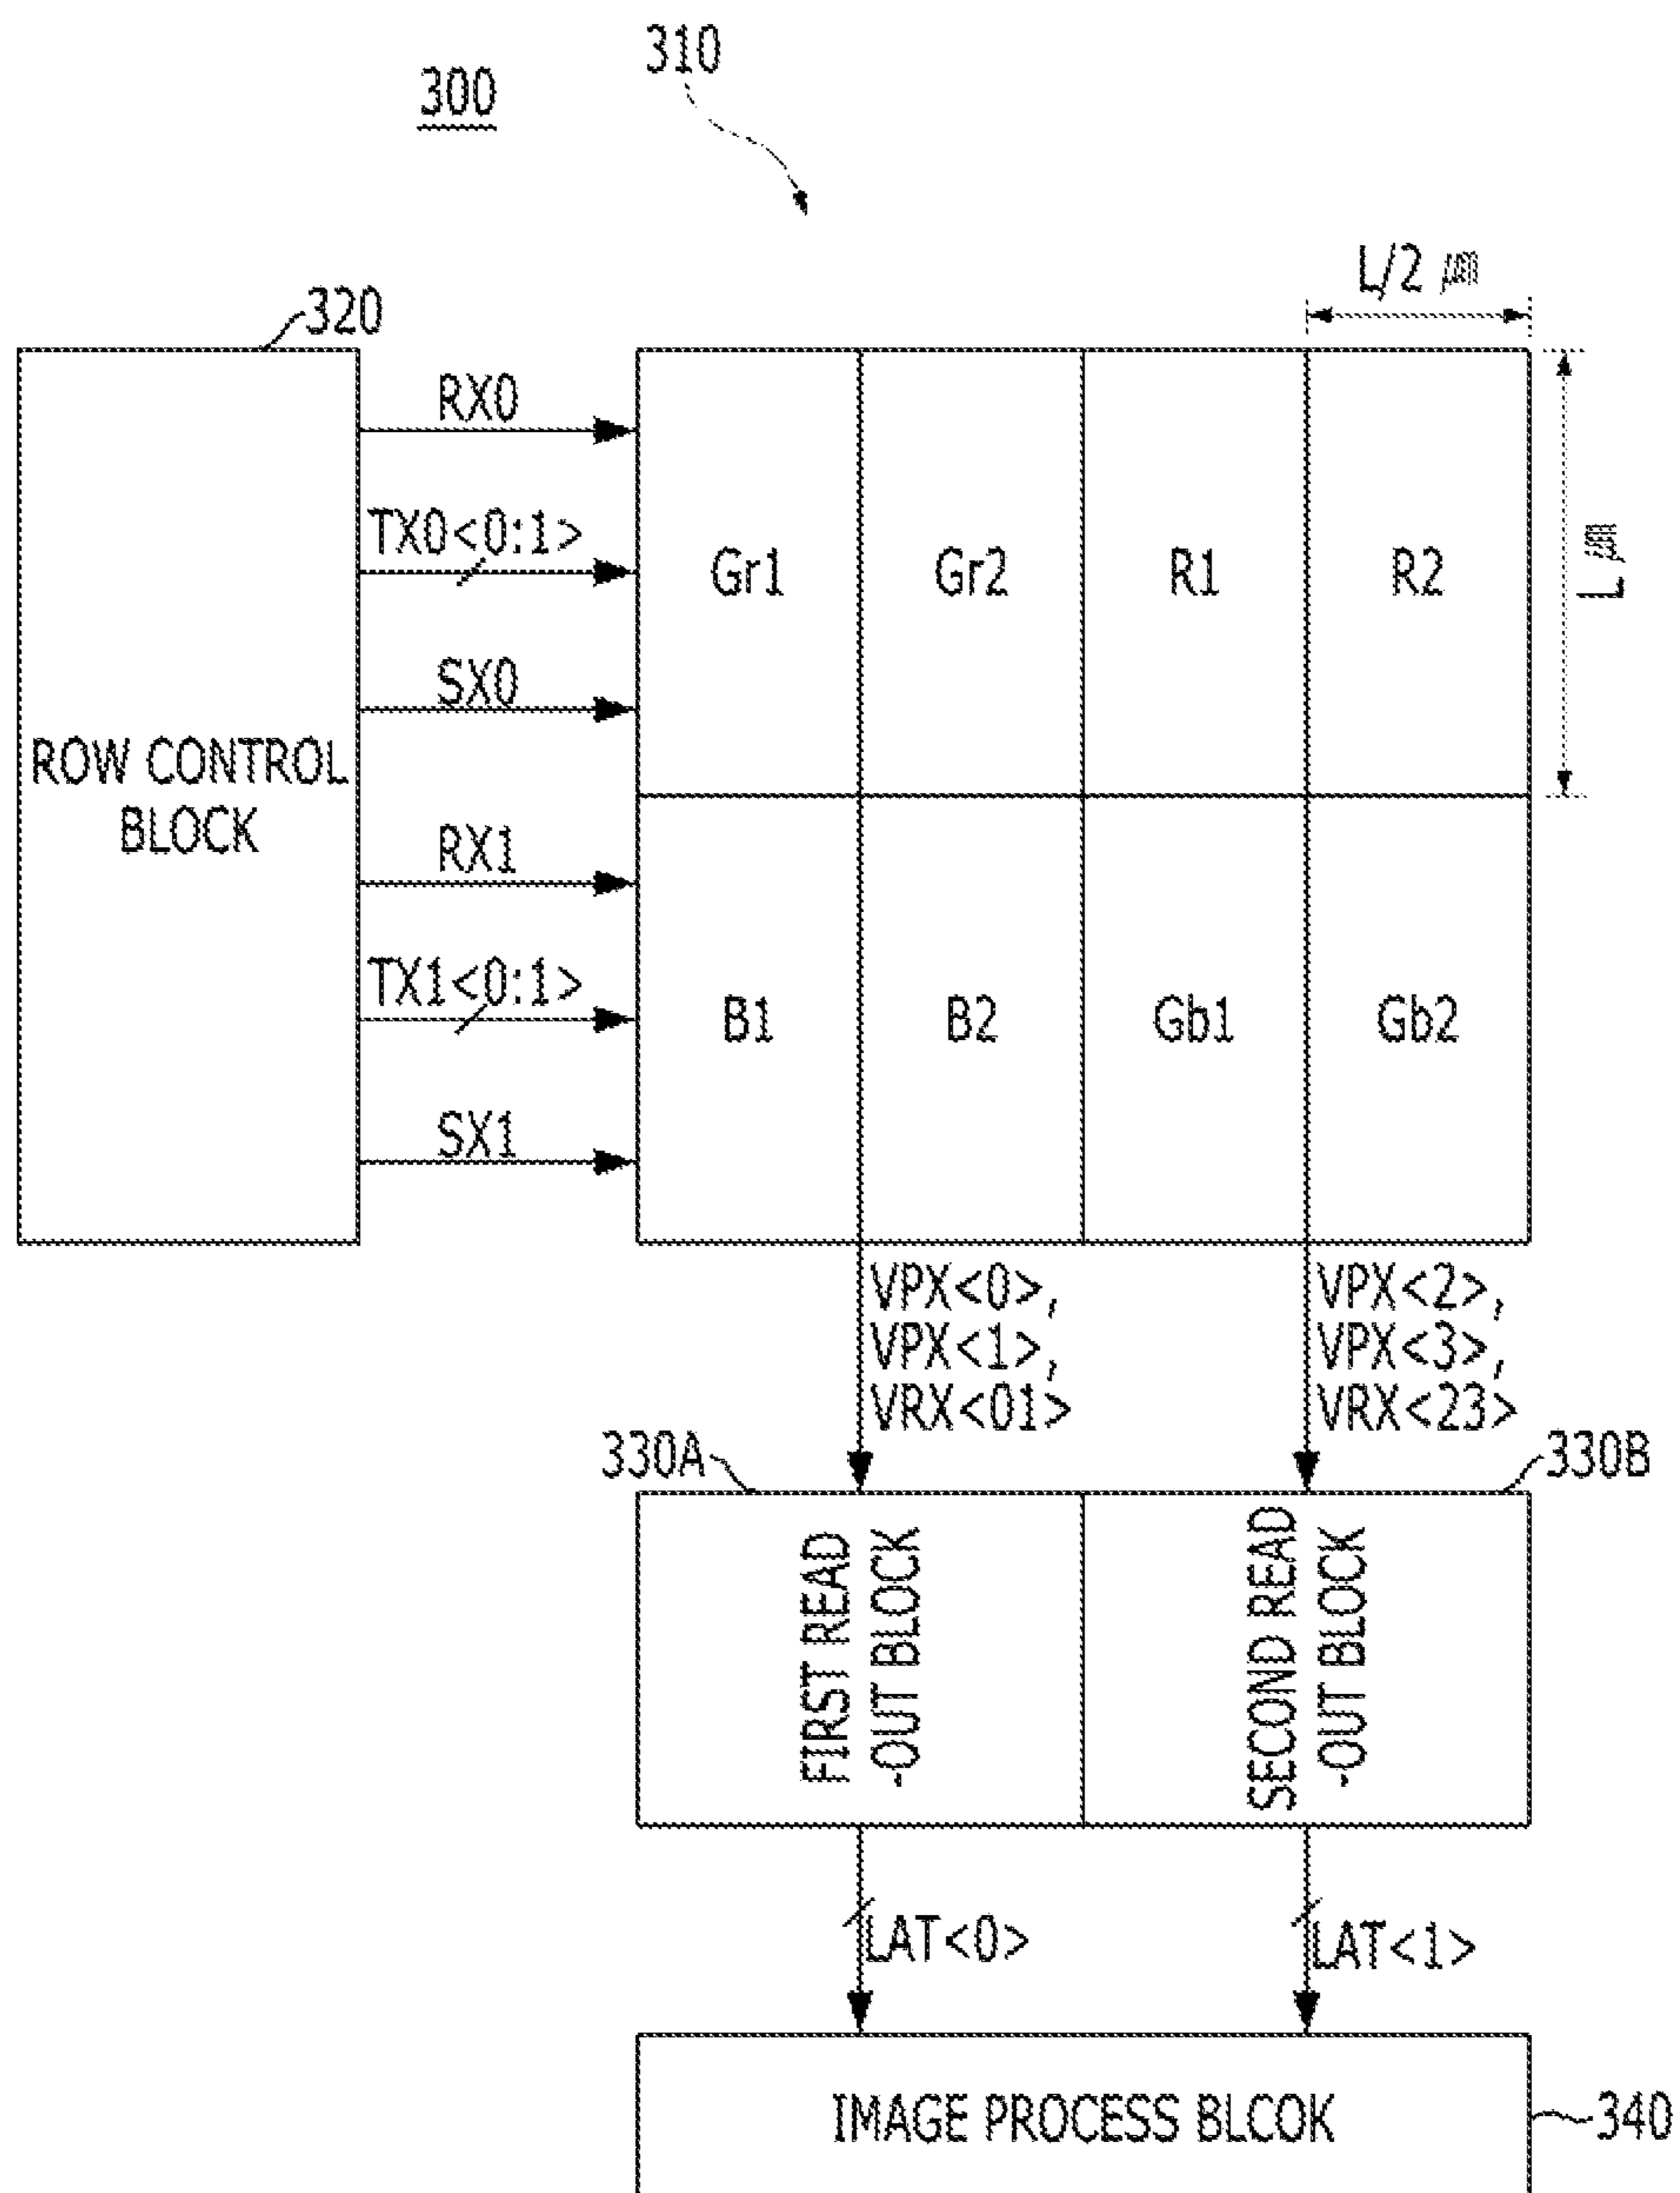 300
310
L/2 ㎛
320
L ㎛
RX0
TX0<0:1>
SX0
RX1
TX1<0:1>
SX1
ROW CONTROL
BLOCK
Gr1 Gr2 R1 R2
B1 B2 Gb1 Gb2
VPX<0>,
VPX<1>,
VRX<01>
VPX<2>,
VPX<3>,
VRX<23>
330A
330B
FIRST READ
-OUT BLOCK
SECOND READ
-OUT BLOCK
LAT<0>
LAT<1>
IMAGE PROCESS BLCOK
340